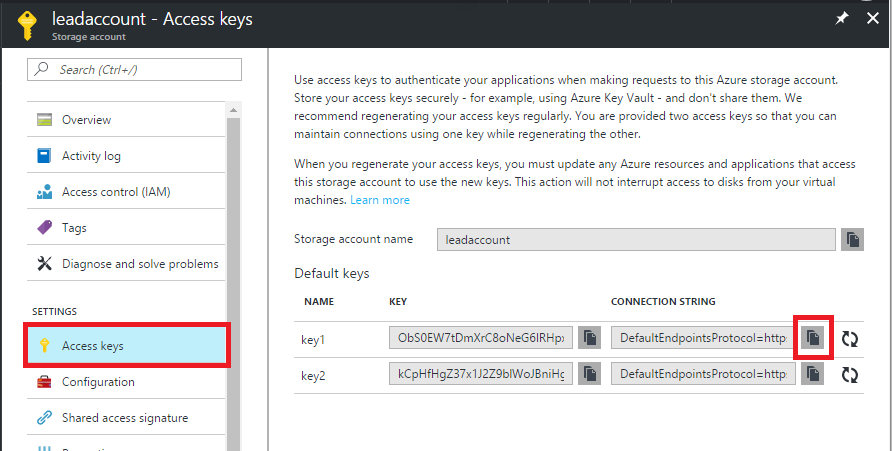 leadaccount - Access keys
Storage account
Search (Ctrl+/)
Overview
Activity log
Access control (IAM)
Tags
Diagnose and solve problems
SETTINGS
Access keys
Configuration
Shared access signature
Use access keys to authenticate your applications when making requests to this Azure storage account.
Store your access keys securely - for example, using Azure Key Vault - and don't share them. We
recommend regenerating your access keys regularly. You are provided two access keys so that you can
maintain connections using one key while regenerating the other.
When you regenerate your access keys, you must update any Azure resources and applications that access
this storage account to use the new keys. This action will not interrupt access to disks from your virtual
machines. Learn more
Storage account name leadaccount
Default keys
NAME KEY CONNECTION STRING
key1 ObS0EW7tDmXrC8oNeG6IRHpx DefaultEndpointsProtocol=http
key2 kCpHfHgZ37x1J2Z9bIWoJBniHg DefaultEndpointsProtocol=http